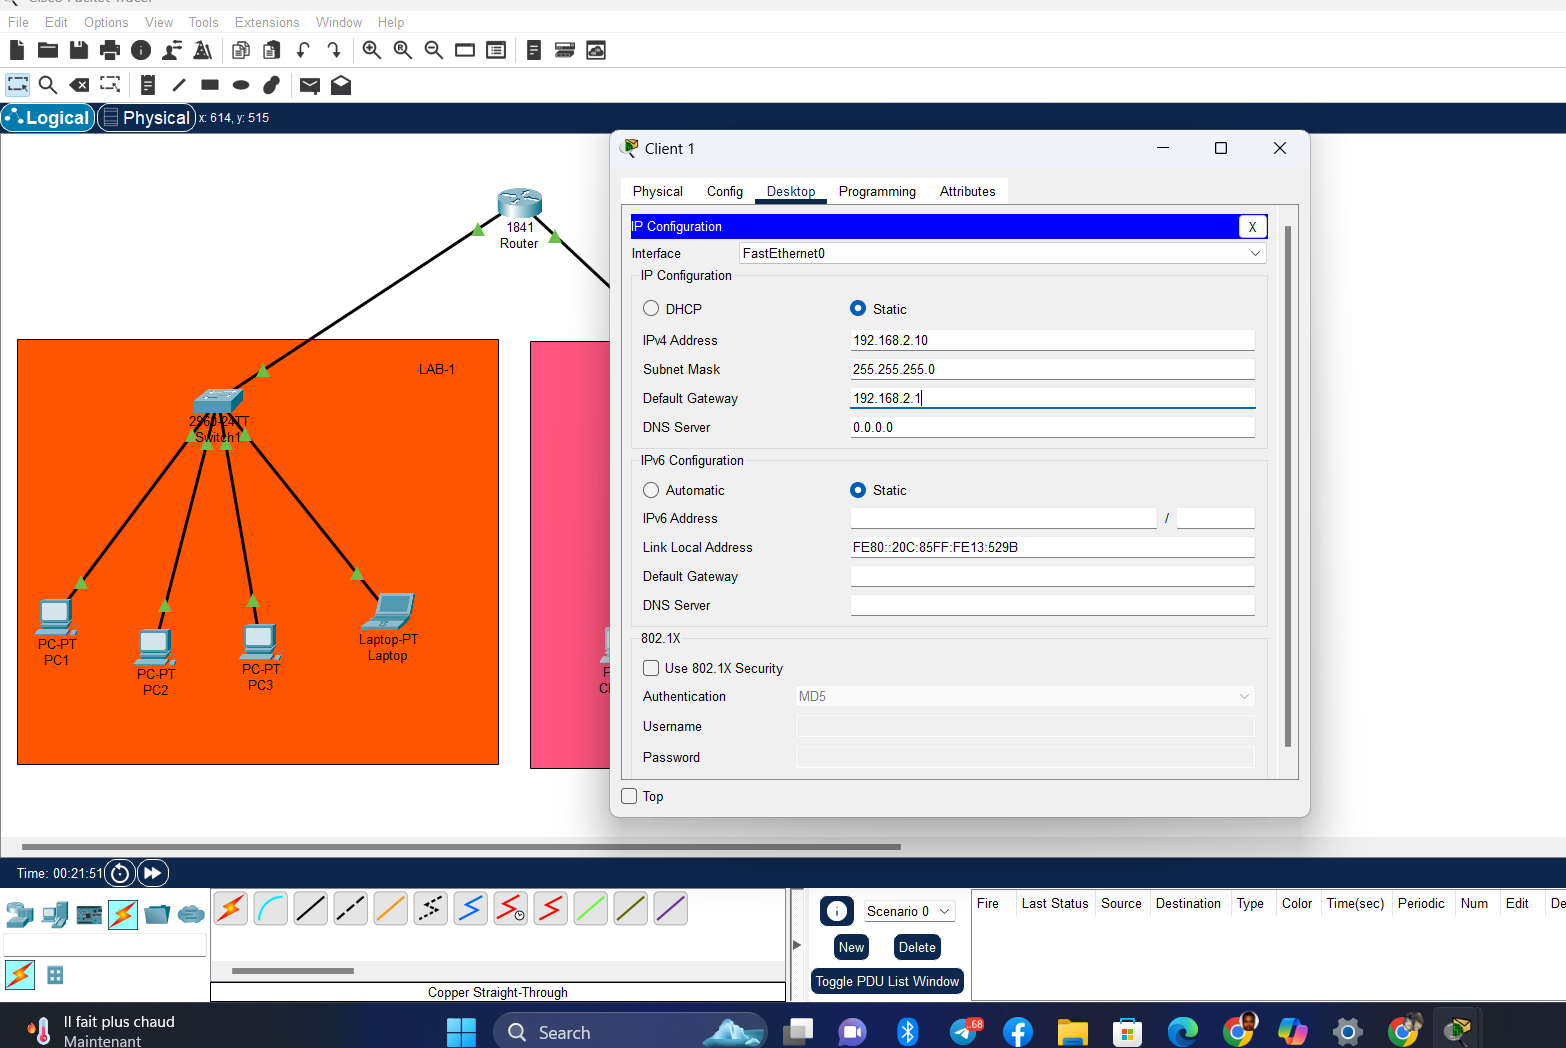 Cisco Packet Tracer
File Edit Options View Tools Extensions Window Help
Logical Physical x: 614, y: 515
1841
Router
LAB-1
2960-24TT
Switch1
PC-PT
PC1
PC-PT
PC2
PC-PT
PC3
Laptop-PT
Laptop
Client 1
Physical Config Desktop Programming Attributes
IP Configuration X
Interface FastEthernet0
IP Configuration
DHCP Static
IPv4 Address 192.168.2.10
Subnet Mask 255.255.255.0
Default Gateway 192.168.2.1
DNS Server 0.0.0.0
IPv6 Configuration
Automatic Static
IPv6 Address /
Link Local Address FE80::20C:85FF:FE13:529B
Default Gateway
DNS Server
802.1X
Use 802.1X Security
Authentication MD5
Username
Password
Top
Time: 00:21:51
Scenario 0
New Delete
Toggle PDU List Window
Fire Last Status Source Destination Type Color Time(sec) Periodic Num Edit De
Copper Straight-Through
Il fait plus chaud
Maintenant
Search
68